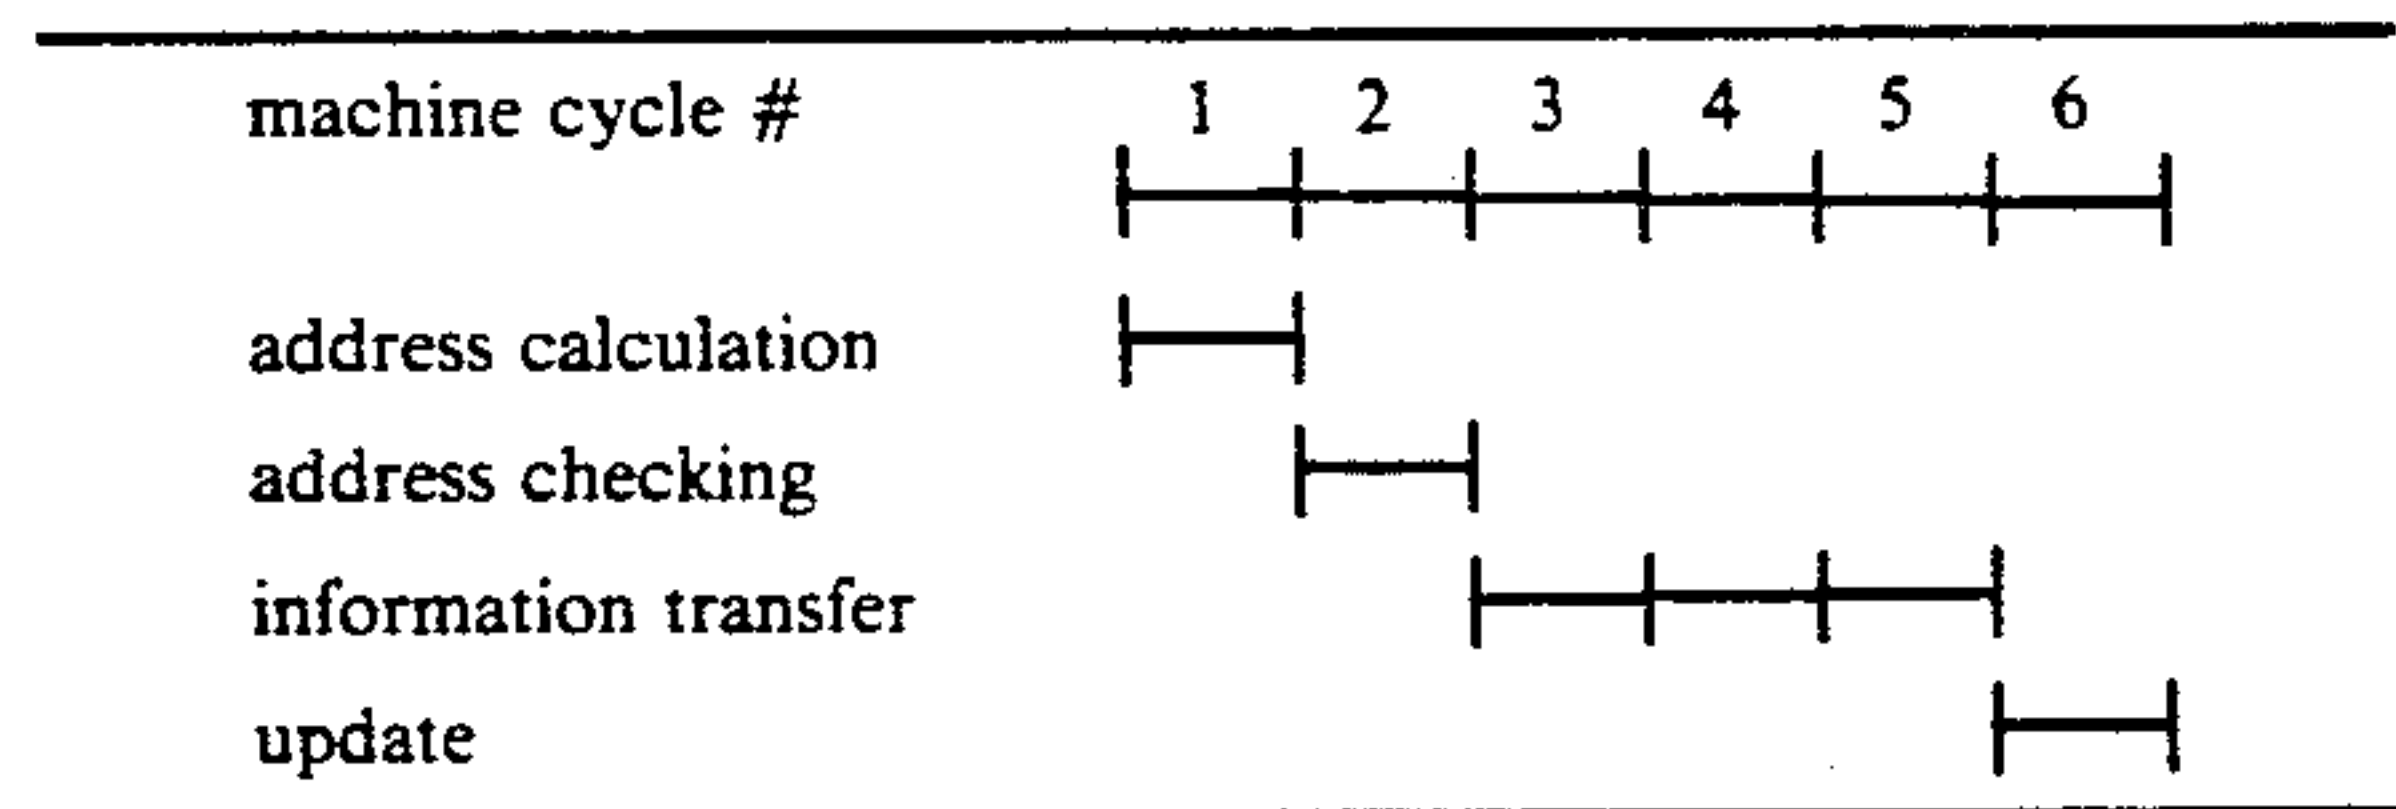 machine cycle # 1 2 3 4 5 6
address calculation
address checking
information transfer
update